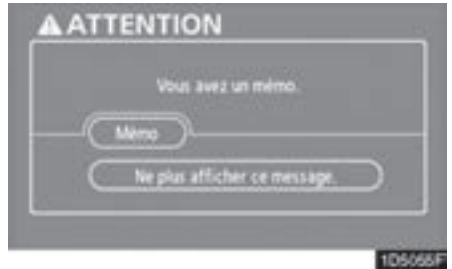 ATTENTION
Vous avez un mémo.
Mémo
Ne plus afficher ce message.
1D5055F